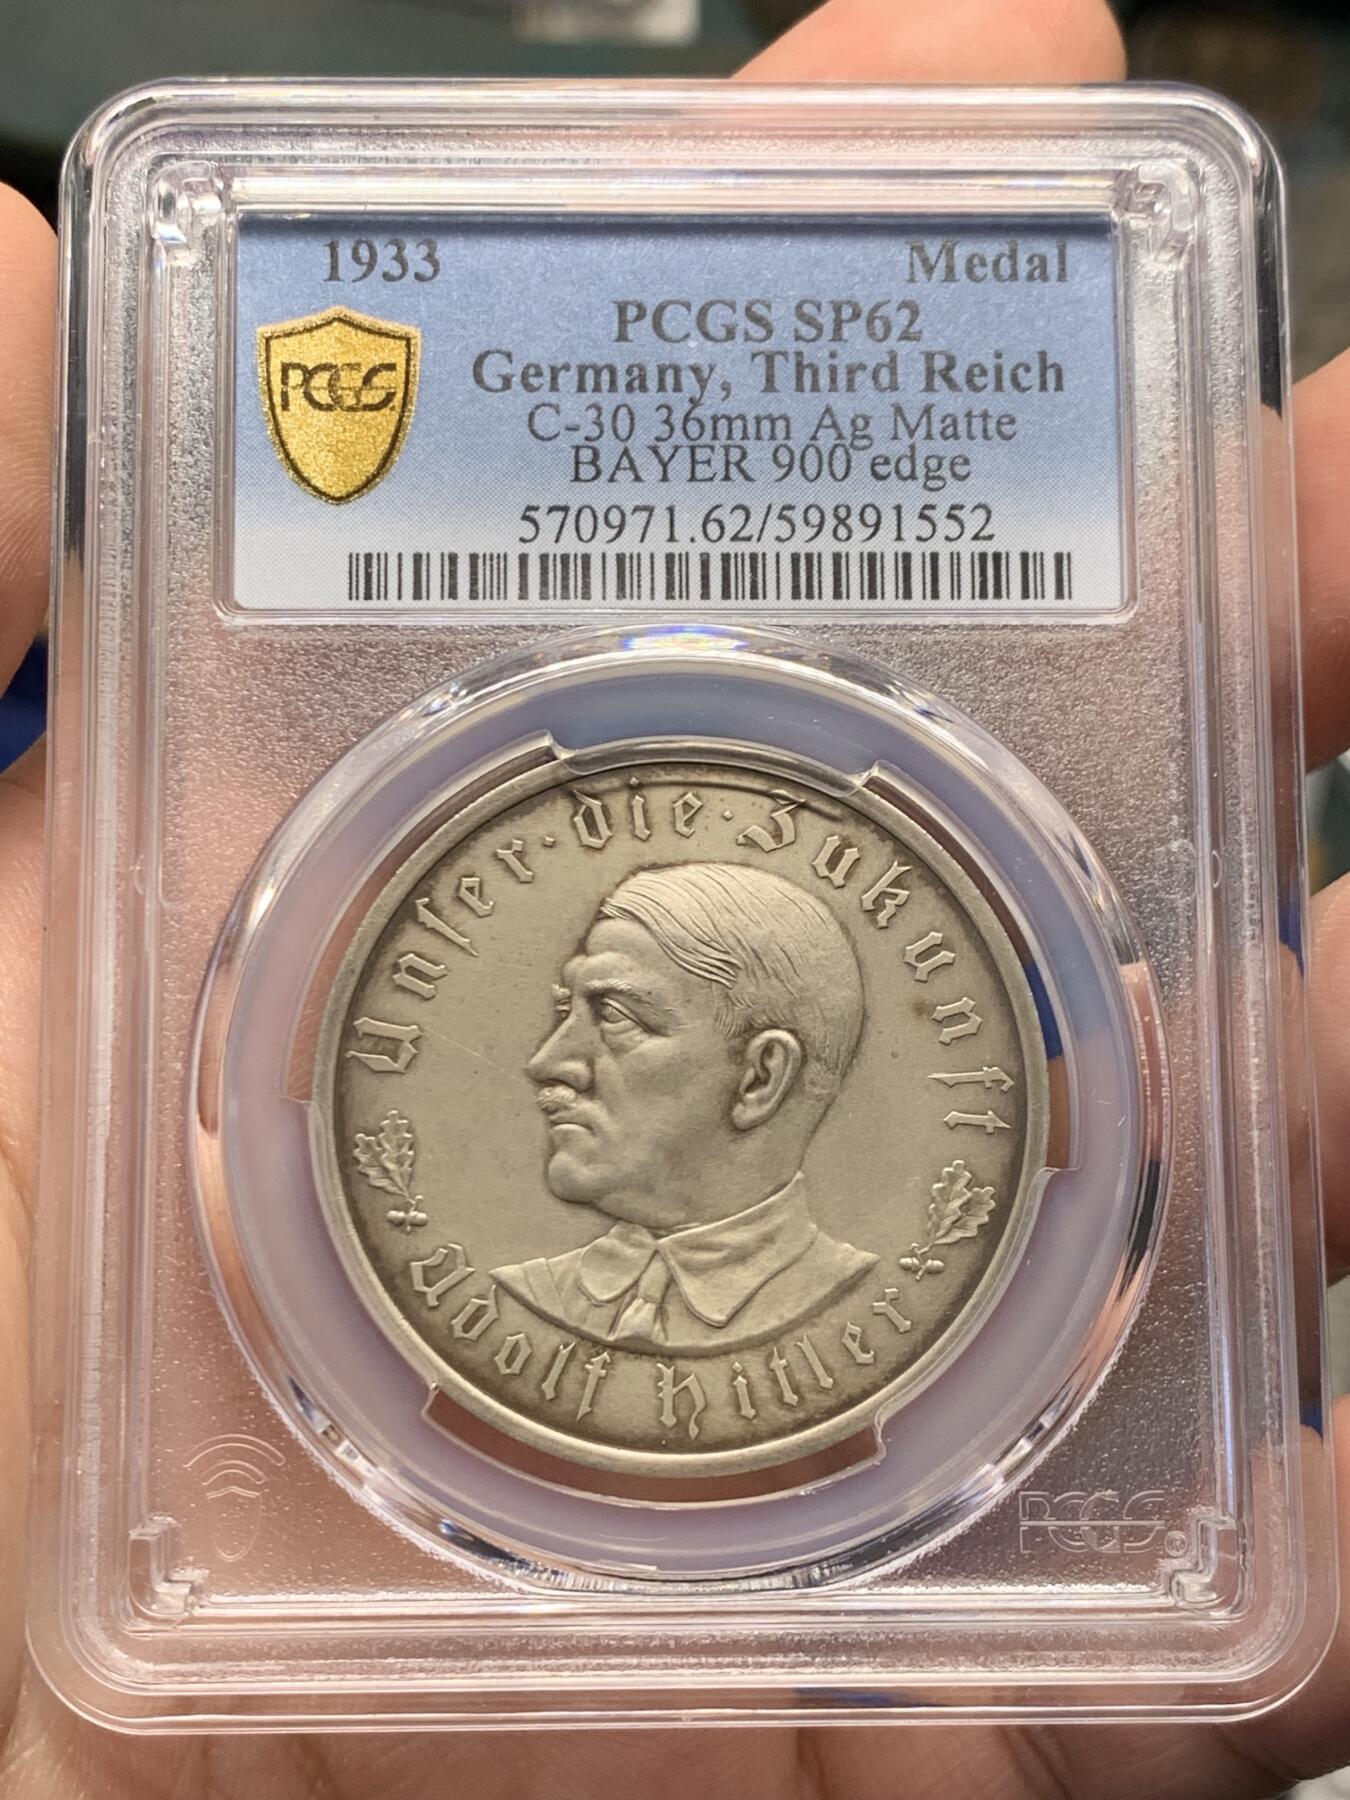 1933 Medal
PCGS SP62
PCGS
Germany, Third Reich
C-30 36mm Ag Matte
BAYER 900 edge
570971.62/59891552
Unſer · die · Zukunft
Adolf Hitler
PCGS®